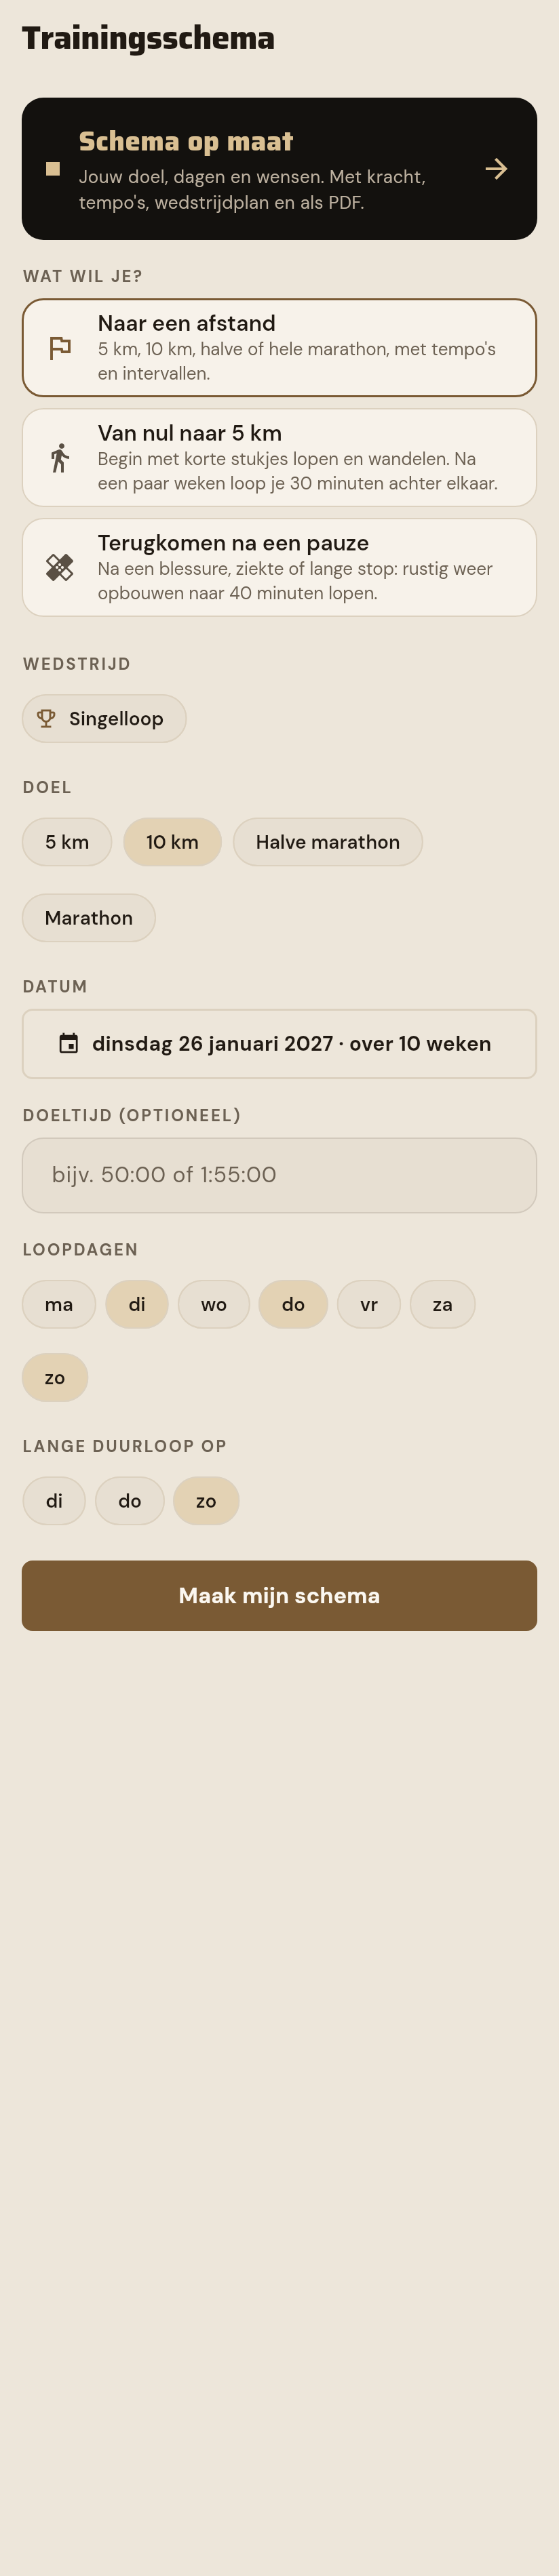 Trainingsschema
Schema op maat
Jouw doel, dagen en wensen. Met kracht,
tempo's, wedstrijdplan en als PDF.
WAT WIL JE?
Naar een afstand
5 km, 10 km, halve of hele marathon, met tempo's
en intervallen.
Van nul naar 5 km
Begin met korte stukjes lopen en wandelen. Na
een paar weken loop je 30 minuten achter elkaar.
Terugkomen na een pauze
Na een blessure, ziekte of lange stop: rustig weer
opbouwen naar 40 minuten lopen.
WEDSTRIJD
Singelloop
DOEL
5 km 10 km Halve marathon
Marathon
DATUM
dinsdag 26 januari 2027 · over 10 weken
DOELTIJD (OPTIONEEL)
bijv. 50:00 of 1:55:00
LOOPDAGEN
ma di wo do vr za
zo
LANGE DUURLOOP OP
di do zo
Maak mijn schema